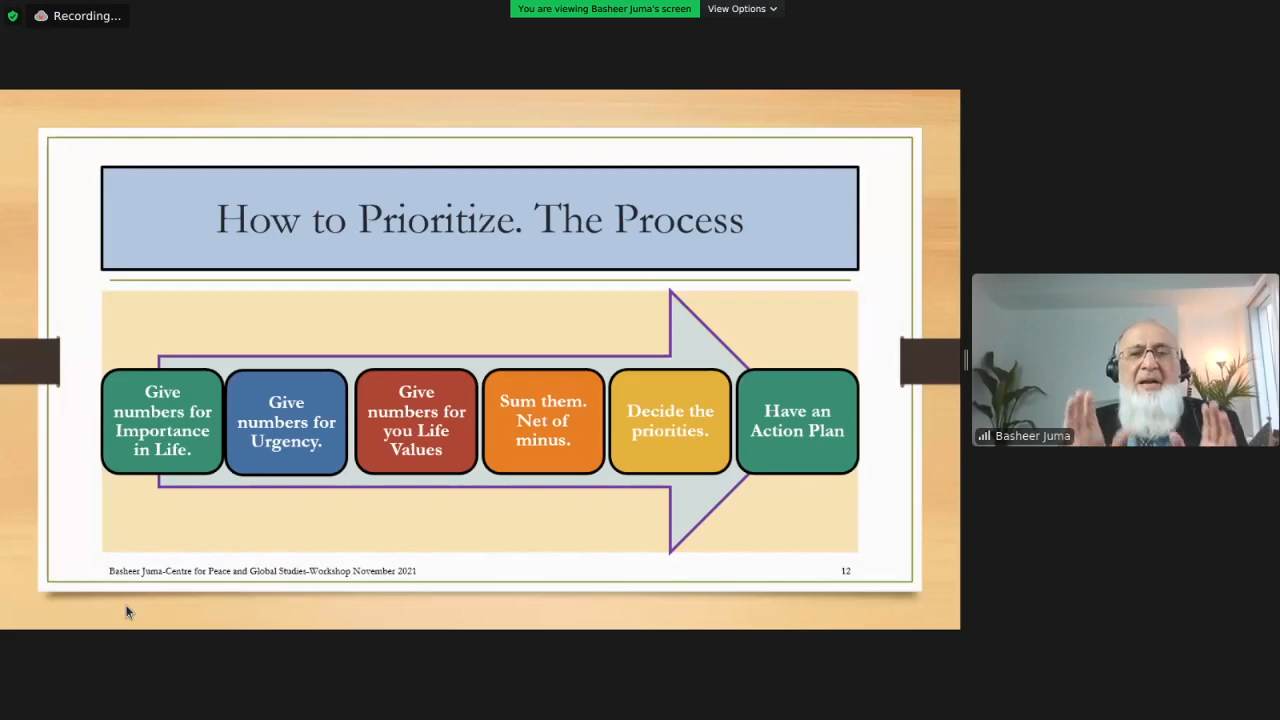 Recording...
You are viewing Basheer Juma's screen
View Options
How to Prioritize. The Process
Give
numbers for
Importance
in Life.
Give
numbers for
Urgency.
Give
numbers for
you Life
Values
Sum them.
Net of
minus.
Decide the
priorities.
Have an
Action Plan
Basheer Juma-Centre for Peace and Global Studies-Workshop November 2021
12
Basheer Juma